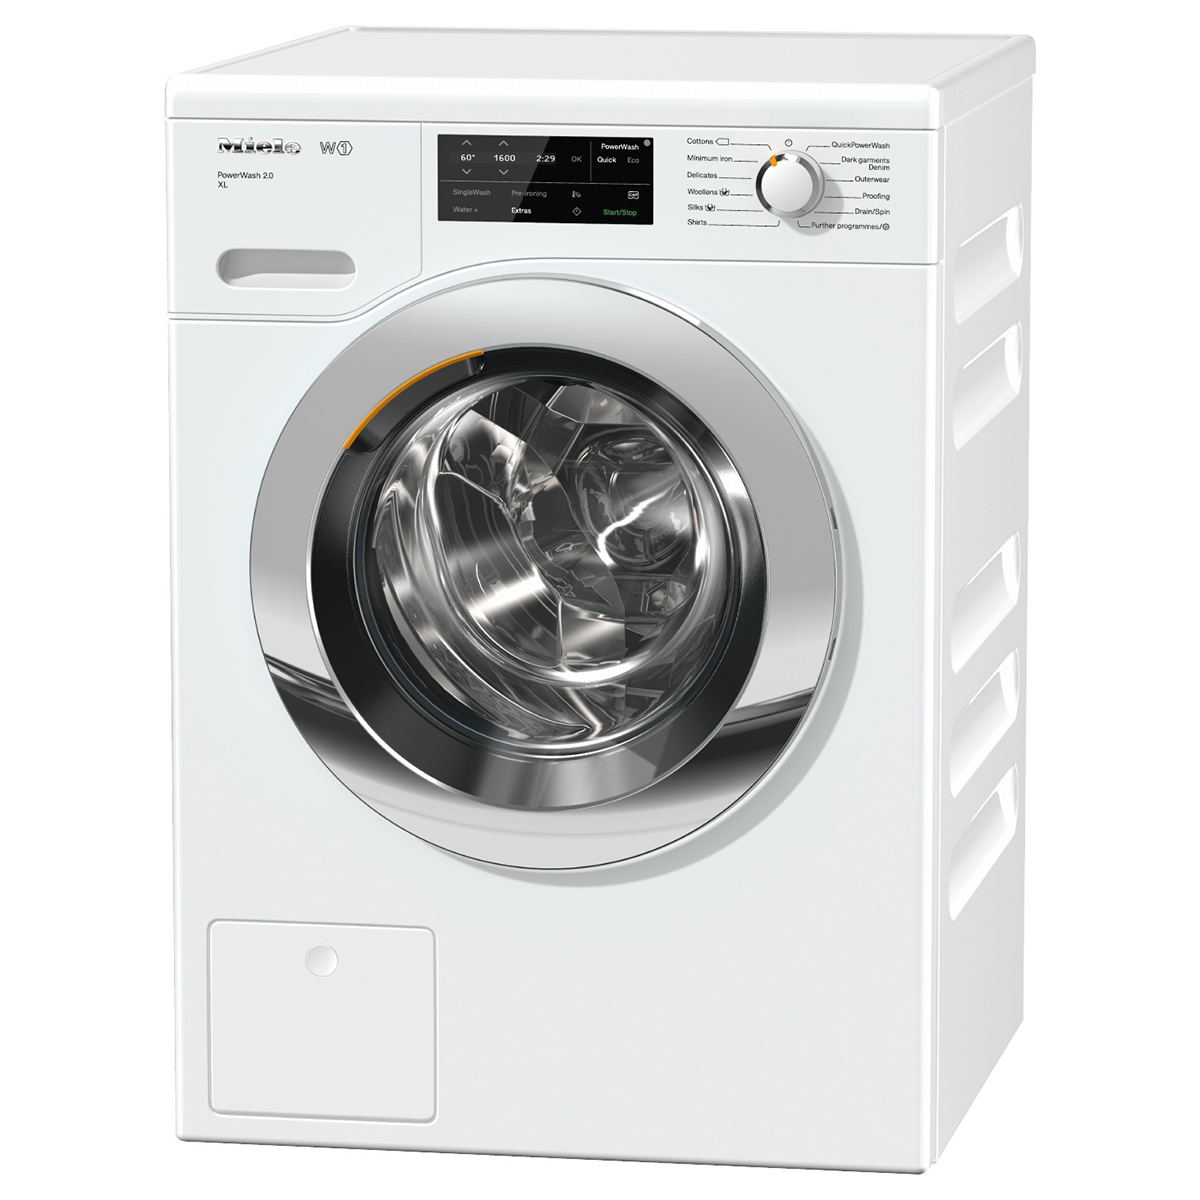 Miele W1
PowerWash 2.0
XL
60° 1600 2:29 OK
PowerWash
Quick Eco
SingleWash Pre-ironing
CAP
Water + Extras Start/Stop
Cottons
Minimum iron
Delicates
Woollens
Silks
Shirts
QuickPowerWash
Dark garments
Denim
Outerwear
Proofing
Drain/Spin
Further programmes/